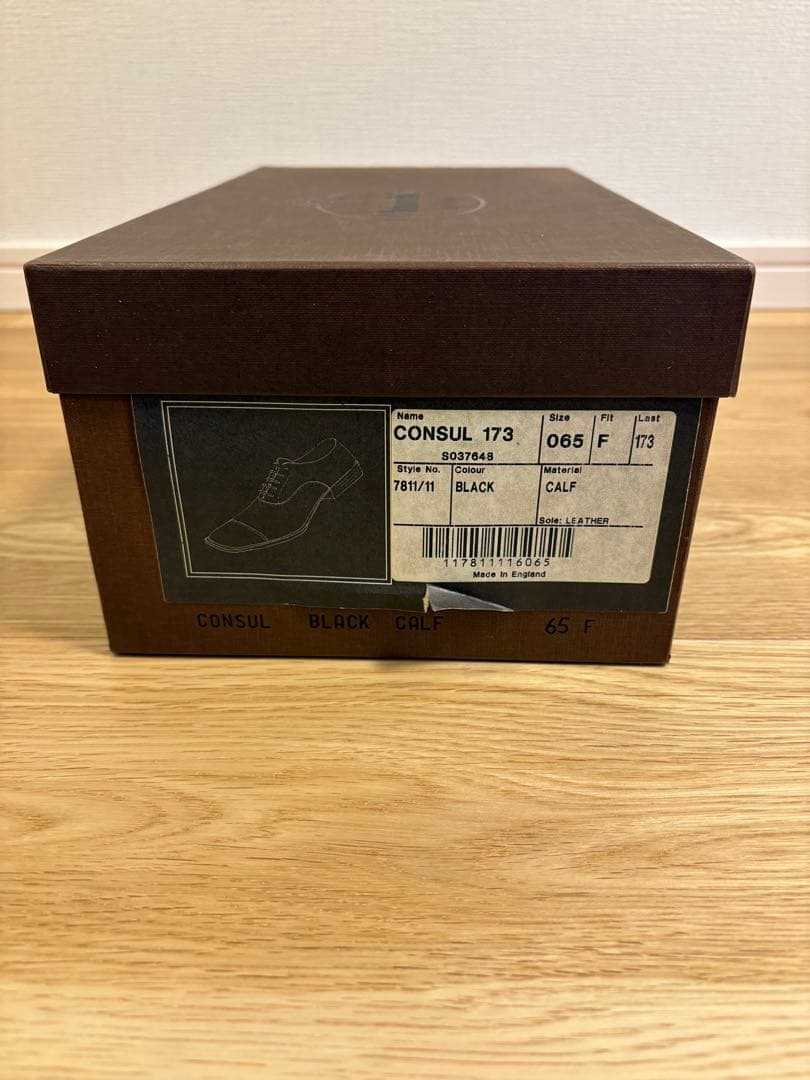 Name Size Fit Last
CONSUL 173 065 F 173
S037648
Style No. Colour Material
7811/11 BLACK CALF
Sole: LEATHER
117811116065
Made in England
CONSUL BLACK CALF 65 F